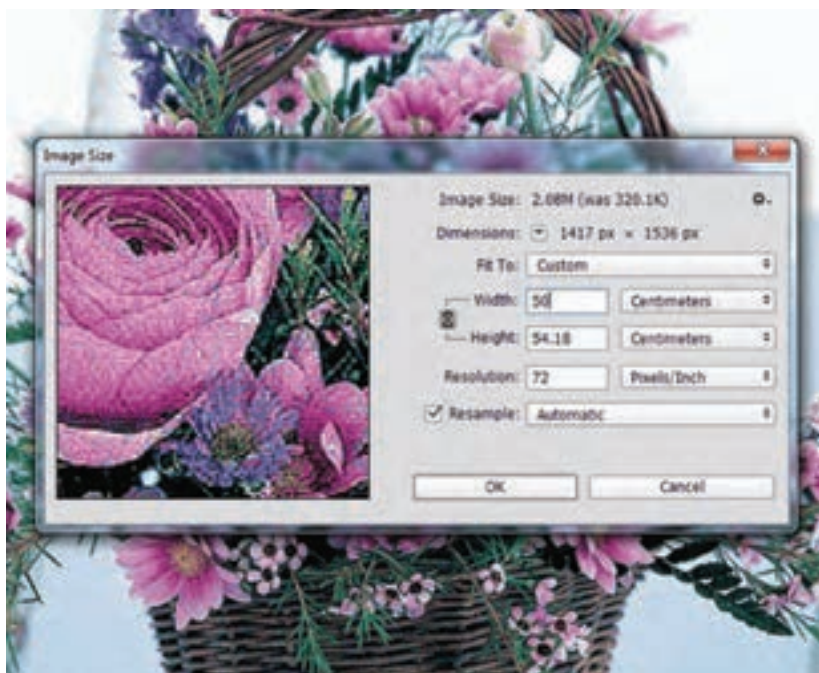 Image Size
Image Size: 2.08M (was 320.1K)
Dimensions: 1417 px × 1536 px
Fit To: Custom
Width: 50 Centimeters
Height: 54.18 Centimeters
Resolution: 72 Pixels/Inch
Resample: Automatic
OK Cancel